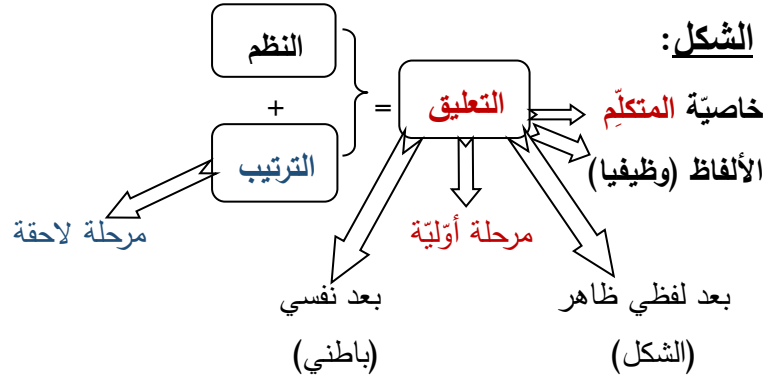 الشكل:
النظم
+
=
التعليق
خاصيّة المتكلِّم
الترتيب
الألفاظ (وظيفيا)
مرحلة أوّليّة
مرحلة لاحقة
بعد لفظي ظاهر
(الشكل)
بعد نفسي
(باطني)